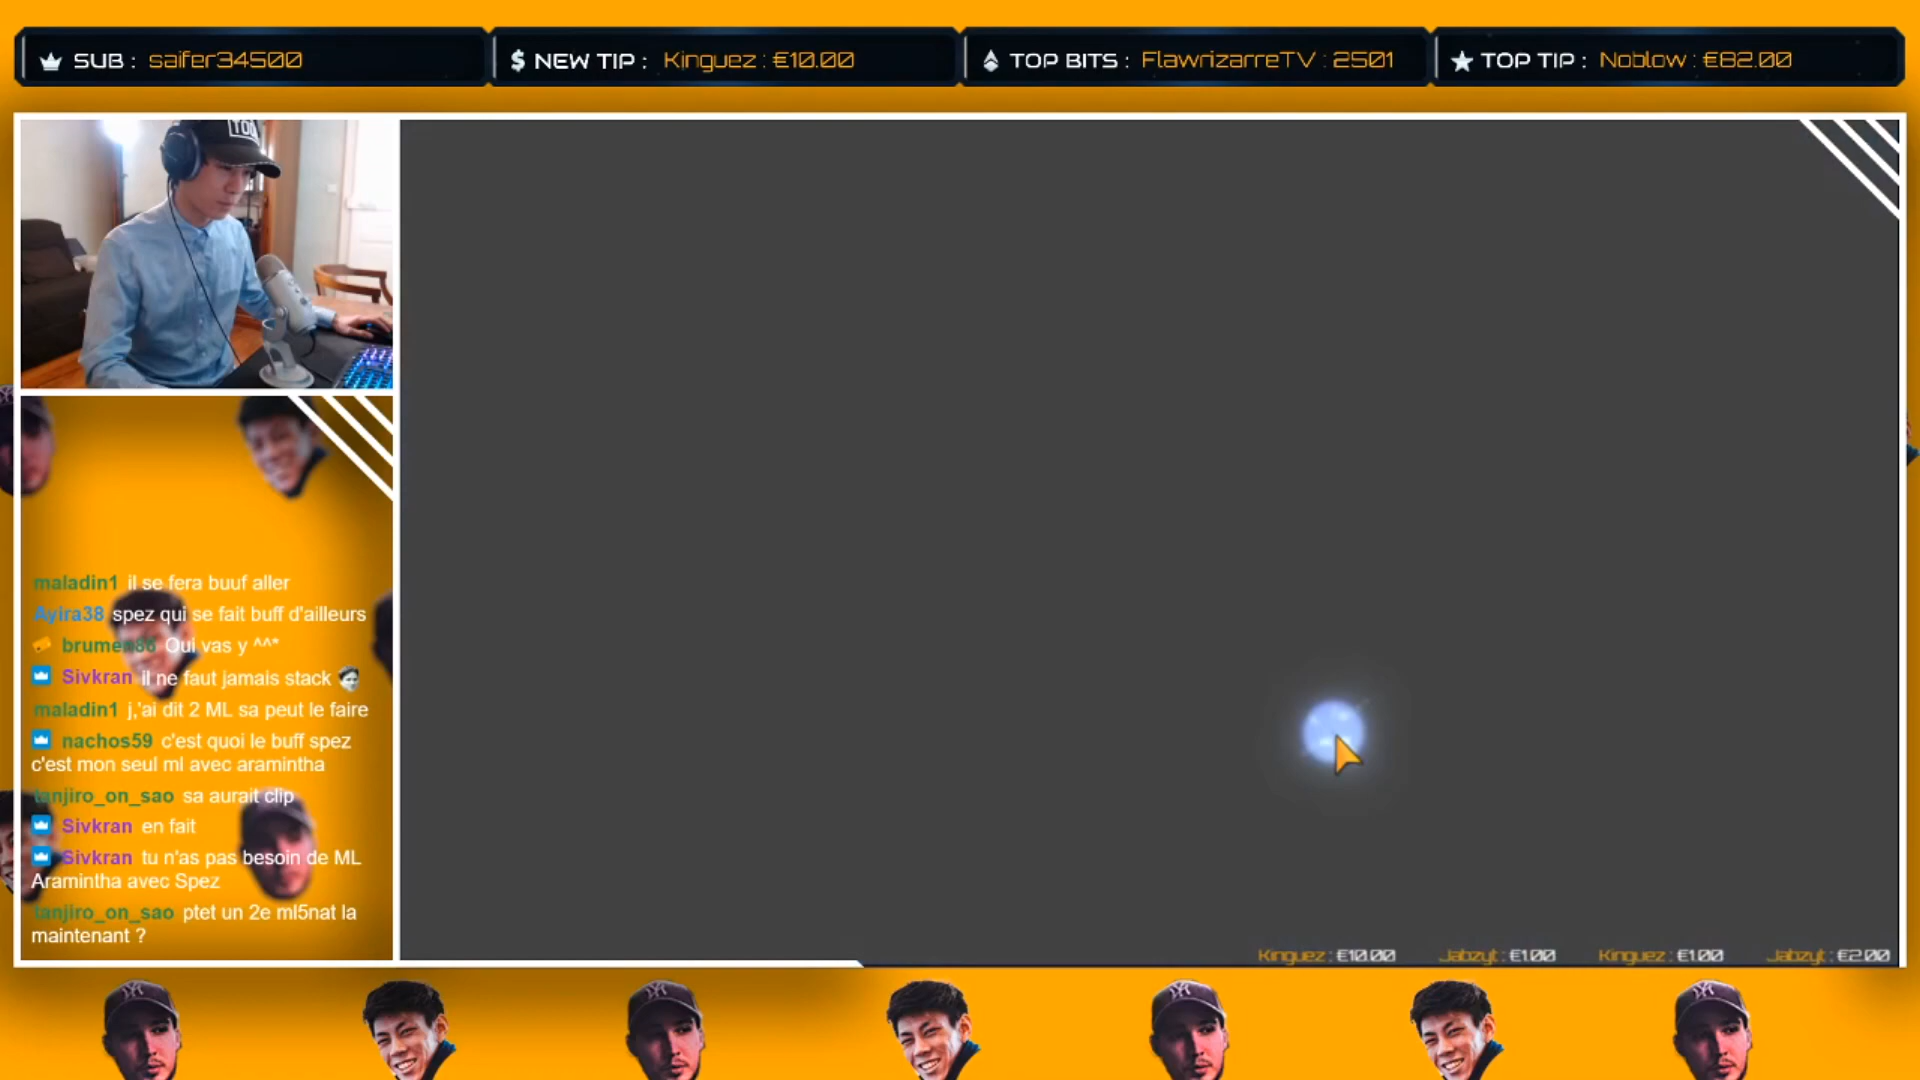 SUB : saifer34500
NEW TIP : Kinguez : €10.00
TOP BITS : FlawrizarreTV : 2501
TOP TIP : Noblow : €82.00
maladin1 il se fera buuf aller
Ayira38 spez qui se fait buff d'ailleurs
Oui vas y ^^*
Sivkran il ne faut jamais stack
maladin1 j,'ai dit 2 ML sa peut le faire
nachos59 c'est quoi le buff spez
c'est mon seul ml avec aramintha
tanjiro_on_sao sa aurait clip
Sivkran en fait
Sivkran tu n'as pas besoin de ML
Aramintha avec Spez
tanjiro_on_sao ptet un 2e ml5nat la
maintenant ?
Kinguez : €10.00 Jabzyt : €1.00 Kinguez : €1.00 Jabzyt : €2.00